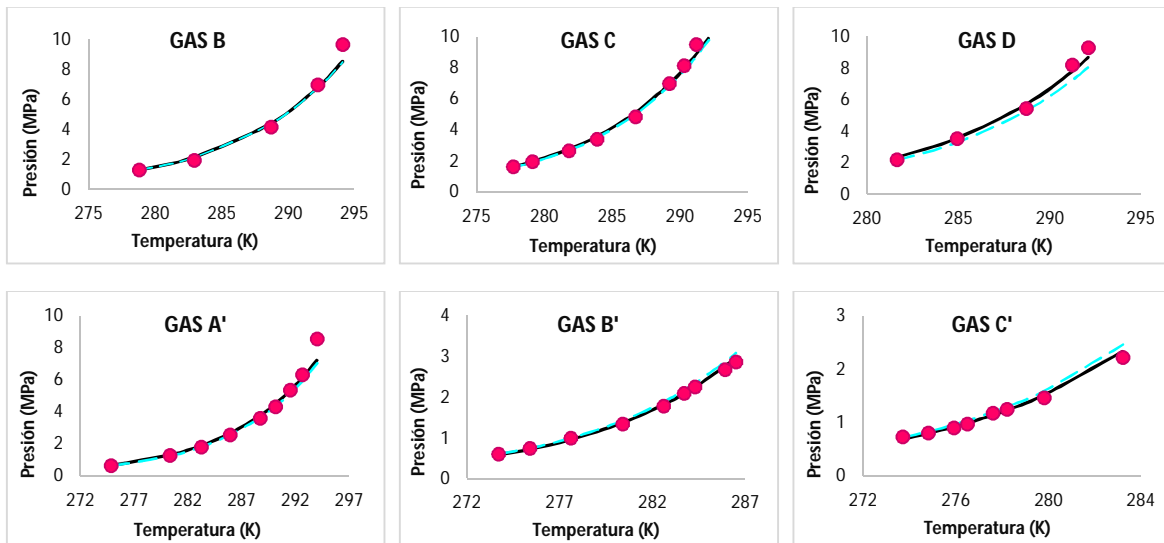 GAS B
Presión (MPa)
10
8
6
4
2
0
275 280 285 290 295
Temperatura (K)
GAS C
Presión (MPa)
10
8
6
4
2
0
275 280 285 290 295
Temperatura (K)
GAS D
Presión (MPa)
10
8
6
4
2
0
280 285 290 295
Temperatura (K)
GAS A'
Presión (MPa)
10
8
6
4
2
0
272 277 282 287 292 297
Temperatura (K)
GAS B'
Presión (MPa)
4
3
2
1
0
272 277 282 287
Temperatura (K)
GAS C'
Presión (MPa)
3
2
1
0
272 276 280 284
Temperatura (K)